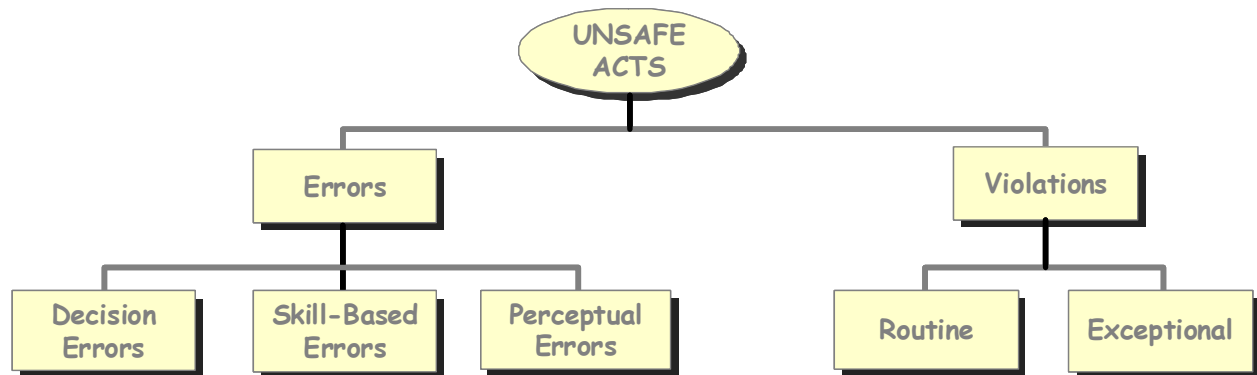 UNSAFE
ACTS
Errors
Violations
Decision
Errors
Skill-Based
Errors
Perceptual
Errors
Routine
Exceptional